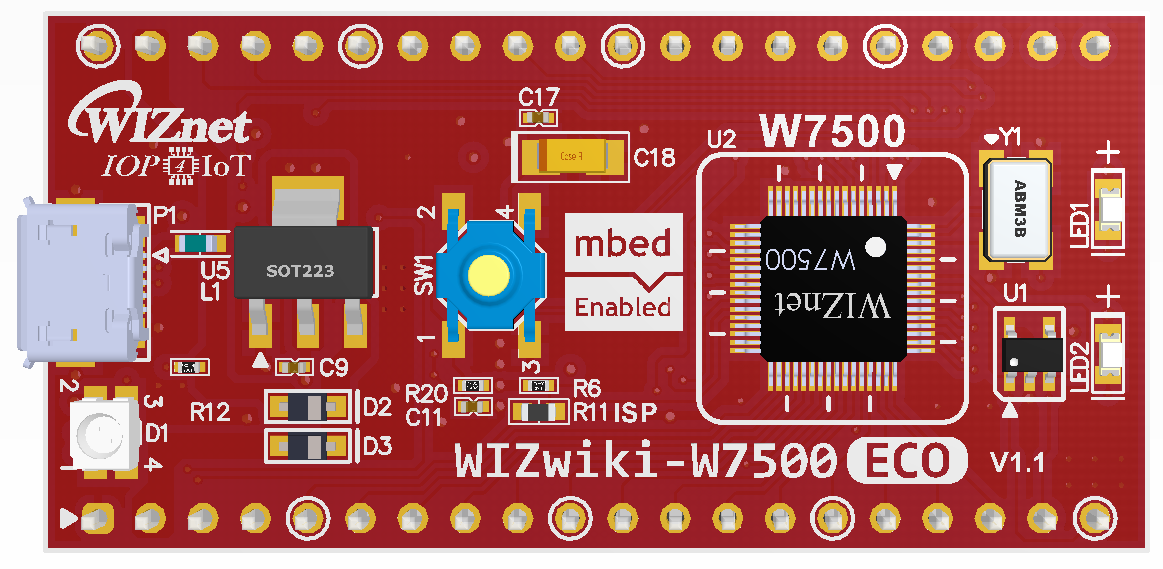 WIZnet
IOP 4 IoT
C17
Case A
C18
U2
W7500
Y1
ABM3B
+
LED1
P1
U5
L1
SOT223
2
4
SW1
1
3
mbed
Enabled
W7500
WIZnet
U1
+
LED2
C9
2
3
D1
1
4
R12
D2
D3
R20
C11
R6
R11
ISP
WIZwiki-W7500 ECO
V1.1